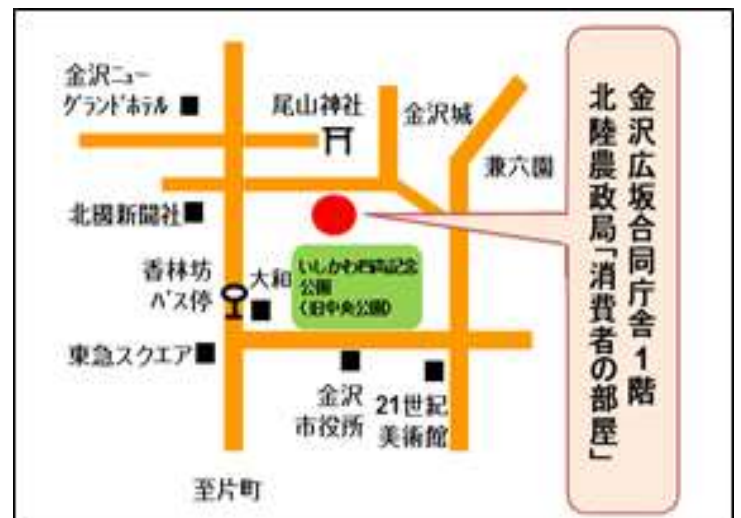 金沢ニュー
グランドホテル
尾山神社
金沢城
兼六園
北國新聞社
香林坊
バス停
大和
いしかわ四高記念
公園
(旧中央公園)
東急スクエア
金沢
市役所
21世紀
美術館
至片町
金沢広坂合同庁舎1階
北陸農政局「消費者の部屋」